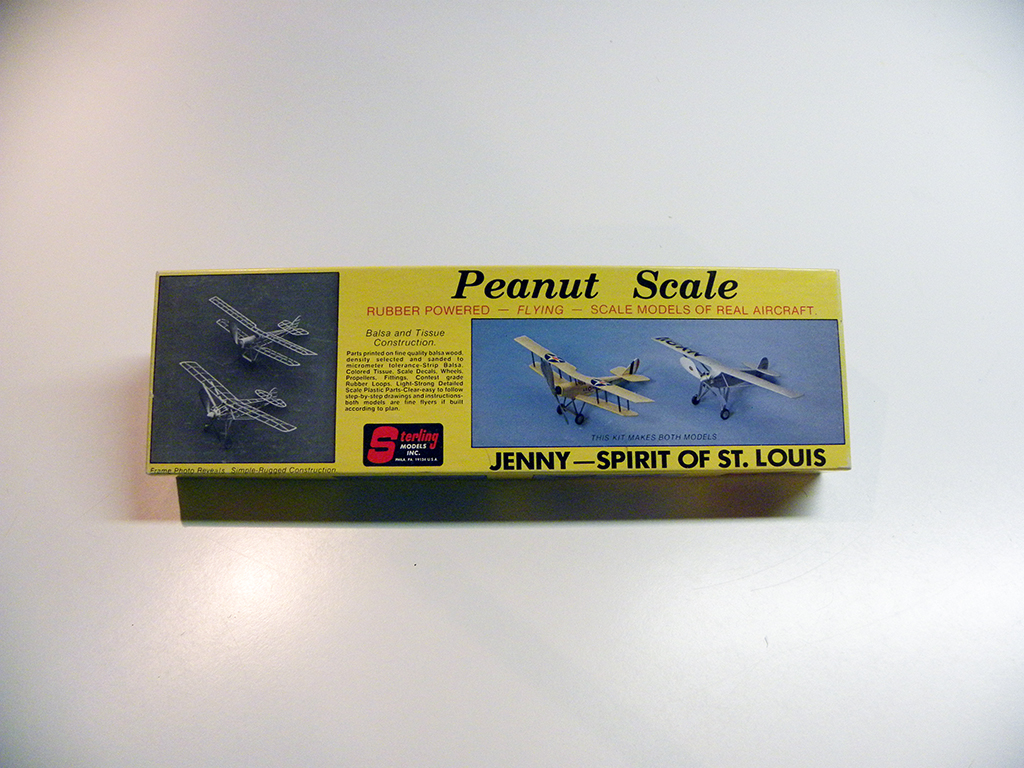 Peanut Scale
RUBBER POWERED — FLYING — SCALE MODELS OF REAL AIRCRAFT.
Balsa and Tissue
Construction.
Parts printed on fine quality balsa wood,
density selected and sanded to
micrometer tolerance-Strip Balsa,
Colored Tissue, Scale Decals, Wheels,
Propellers, Fittings, Contest grade
Rubber Loops, Light-Strong Detailed
Scale Plastic Parts-Clear-easy to follow
step-by-step drawings and instructions-
both models are fine flyers if built
according to plan.
Sterling
MODELS
INC.
PHILA. PA. 19124 U.S.A
Frame Photo Reveals Simple-Rugged Construction
THIS KIT MAKES BOTH MODELS
JENNY—SPIRIT OF ST. LOUIS